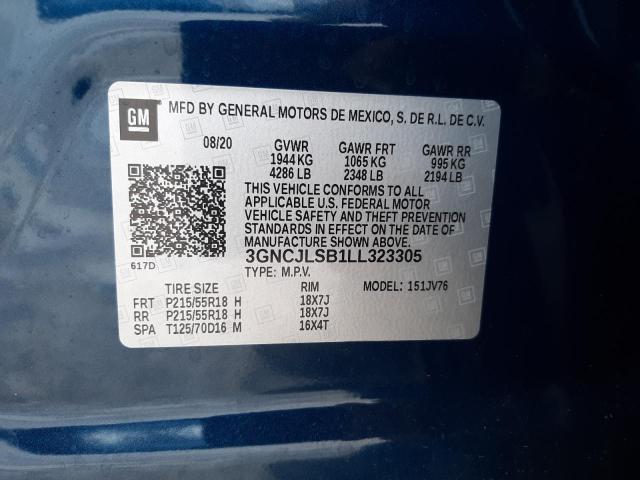 GM
MFD BY GENERAL MOTORS DE MEXICO, S. DE R.L. DE C.V.
08/20 GVWR GAWR FRT GAWR RR
1944 KG 1065 KG 995 KG
4286 LB 2348 LB 2194 LB
THIS VEHICLE CONFORMS TO ALL
APPLICABLE U.S. FEDERAL MOTOR
VEHICLE SAFETY AND THEFT PREVENTION
STANDARDS IN EFFECT ON THE DATE OF
MANUFACTURE SHOWN ABOVE.
3GNCJLSB1LL323305
617D
TYPE: M.P.V. MODEL: 151JV76
TIRE SIZE RIM
FRT P215/55R18 H 18X7J
RR P215/55R18 H 18X7J
SPA T125/70D16 M 16X4T